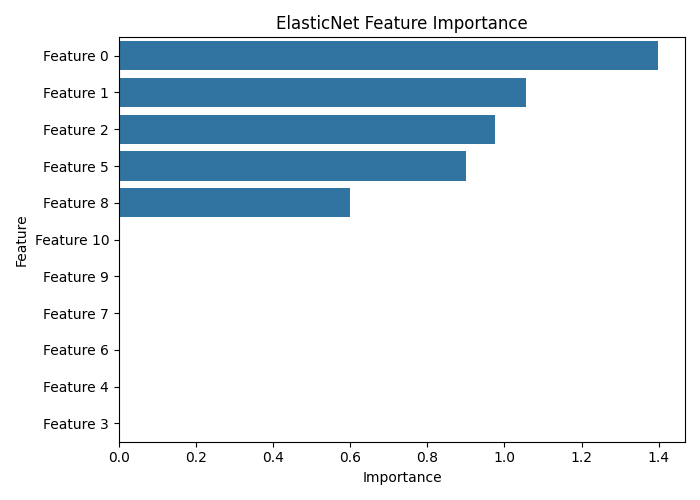 ElasticNet Feature Importance
Feature 0
Feature 1
Feature 2
Feature 5
Feature 8
Feature 10
Feature 9
Feature 7
Feature 6
Feature 4
Feature 3
Feature
0.0 0.2 0.4 0.6 0.8 1.0 1.2 1.4
Importance